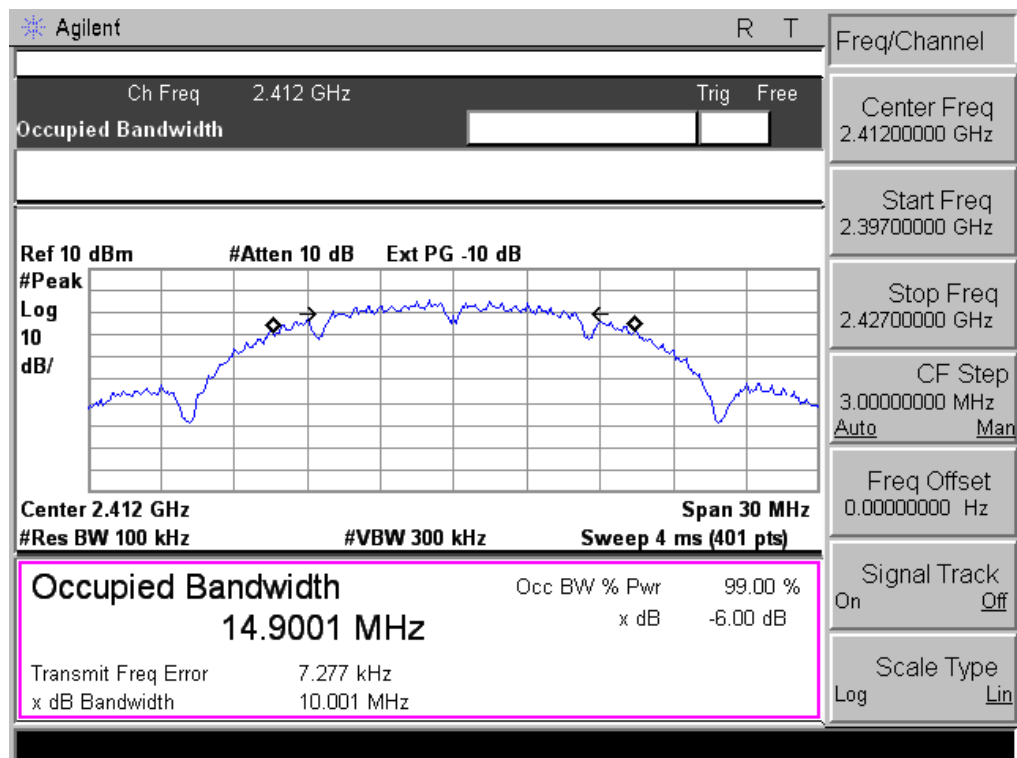 Agilent R T
Ch Freq 2.412 GHz Trig Free
Occupied Bandwidth
Ref 10 dBm #Atten 10 dB Ext PG -10 dB
#Peak
Log
10
dB/
Center 2.412 GHz Span 30 MHz
#Res BW 100 kHz #VBW 300 kHz Sweep 4 ms (401 pts)
Occupied Bandwidth Occ BW % Pwr 99.00 %
14.9001 MHz x dB -6.00 dB
Transmit Freq Error 7.277 kHz
x dB Bandwidth 10.001 MHz
Freq/Channel
Center Freq
2.41200000 GHz
Start Freq
2.39700000 GHz
Stop Freq
2.42700000 GHz
CF Step
3.00000000 MHz
Auto Man
Freq Offset
0.00000000 Hz
Signal Track
On Off
Scale Type
Log Lin